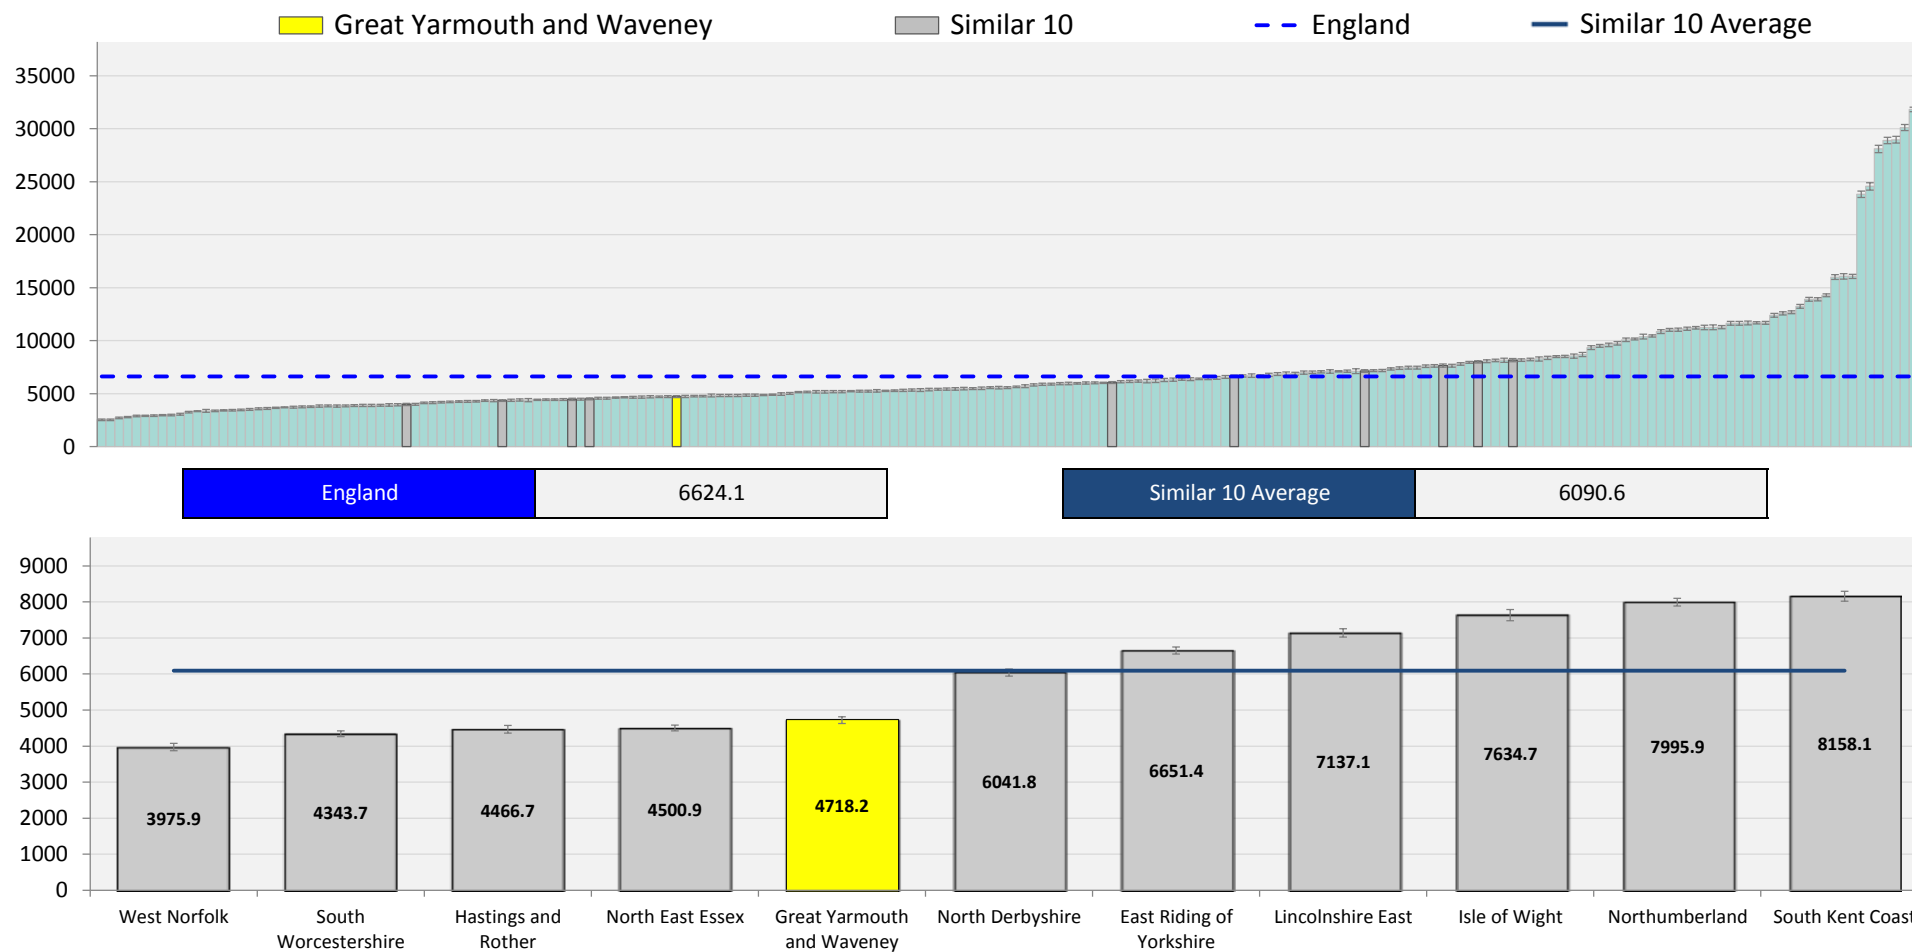 Great Yarmouth and Waveney Similar 10 England Similar 10 Average
35000
30000
25000
20000
15000
10000
5000
0
England 6624.1 Similar 10 Average 6090.6
9000
8000
7000
6000
5000
4000
3000
2000
1000
0
3975.9 4343.7 4466.7 4500.9 4718.2 6041.8 6651.4 7137.1 7634.7 7995.9 8158.1
West Norfolk
South
Worcestershire
Hastings and
Rother
North East Essex
Great Yarmouth
and Waveney
North Derbyshire
East Riding of
Yorkshire
Lincolnshire East
Isle of Wight
Northumberland
South Kent Coast